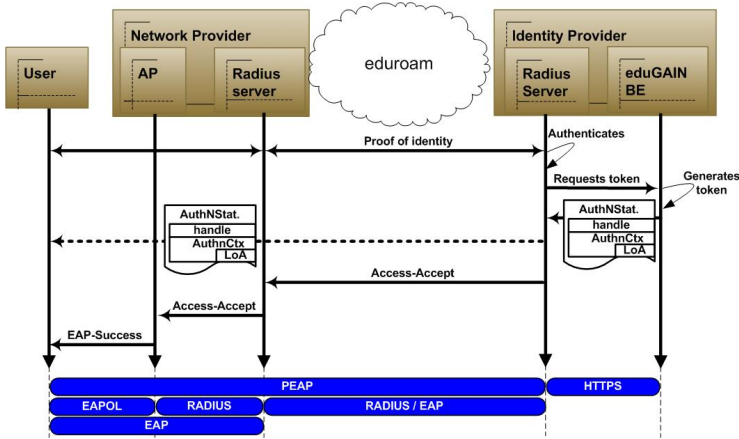 Network Provider
Identity Provider
User
AP
Radius
server
eduroam
Radius
Server
eduGAIN
BE
Proof of identity
Authenticates
Requests token
Generates
token
AuthNStat.
handle
AuthnCtx
LoA
AuthNStat.
handle
AuthnCtx
LoA
Access-Accept
Access-Accept
EAP-Success
PEAP
HTTPS
EAPOL
RADIUS
RADIUS / EAP
EAP